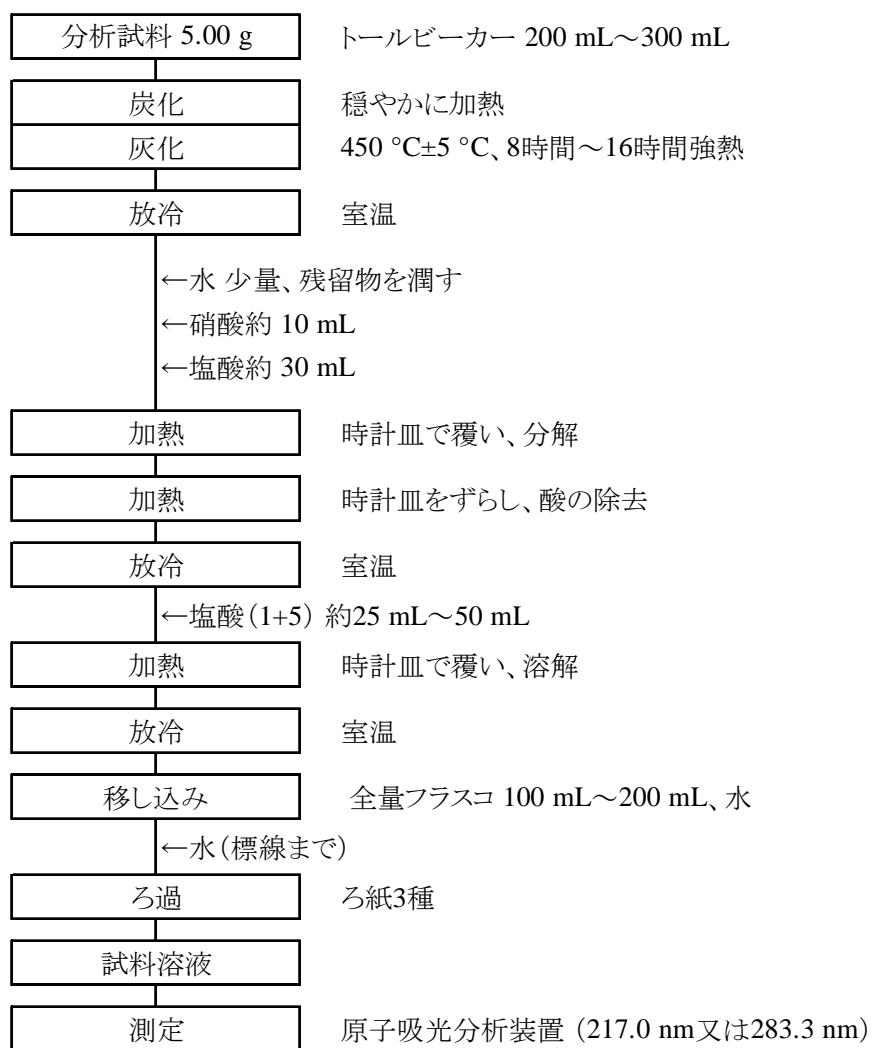 分析試料 5.00 g トールビーカー 200 mL～300 mL
炭化 穏やかに加熱
灰化 450 °C±5 °C、8時間～16時間強熱
放冷 室温
←水 少量、残留物を潤す
←硝酸約 10 mL
←塩酸約 30 mL
加熱 時計皿で覆い、分解
加熱 時計皿をずらし、酸の除去
放冷 室温
←塩酸（1+5） 約25 mL～50 mL
加熱 時計皿で覆い、溶解
放冷 室温
移し込み 全量フラスコ 100 mL～200 mL、水
←水（標線まで）
ろ過 ろ紙3種
試料溶液
測定 原子吸光分析装置 （217.0 nm又は283.3 nm）